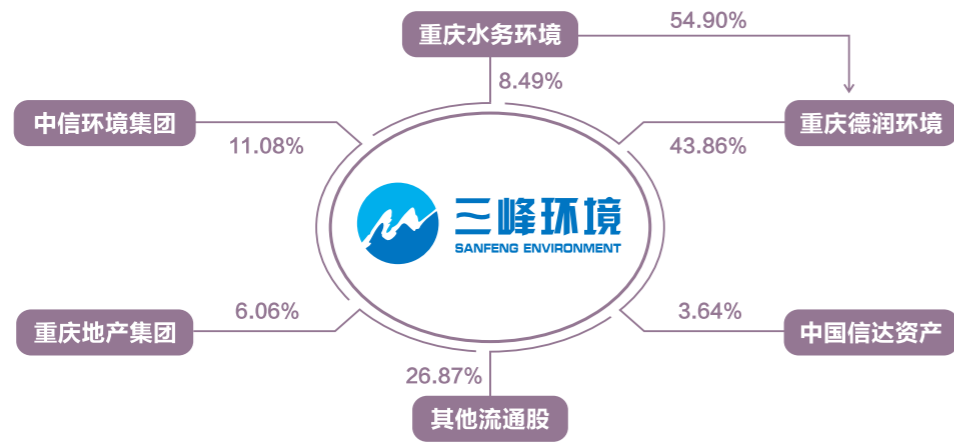 重庆水务环境
54.90%
8.49%
中信环境集团
11.08%
重庆德润环境
43.86%
三峰环境
SANFENG ENVIRONMENT
重庆地产集团
6.06%
3.64%
中国信达资产
26.87%
其他流通股